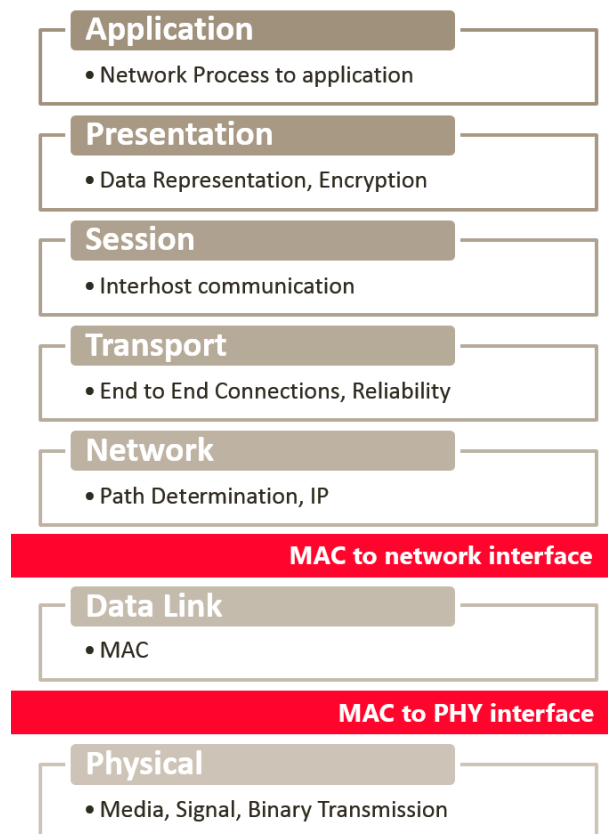 Application
• Network Process to application
Presentation
• Data Representation, Encryption
Session
• Interhost communication
Transport
• End to End Connections, Reliability
Network
• Path Determination, IP
MAC to network interface
Data Link
• MAC
MAC to PHY interface
Physical
• Media, Signal, Binary Transmission